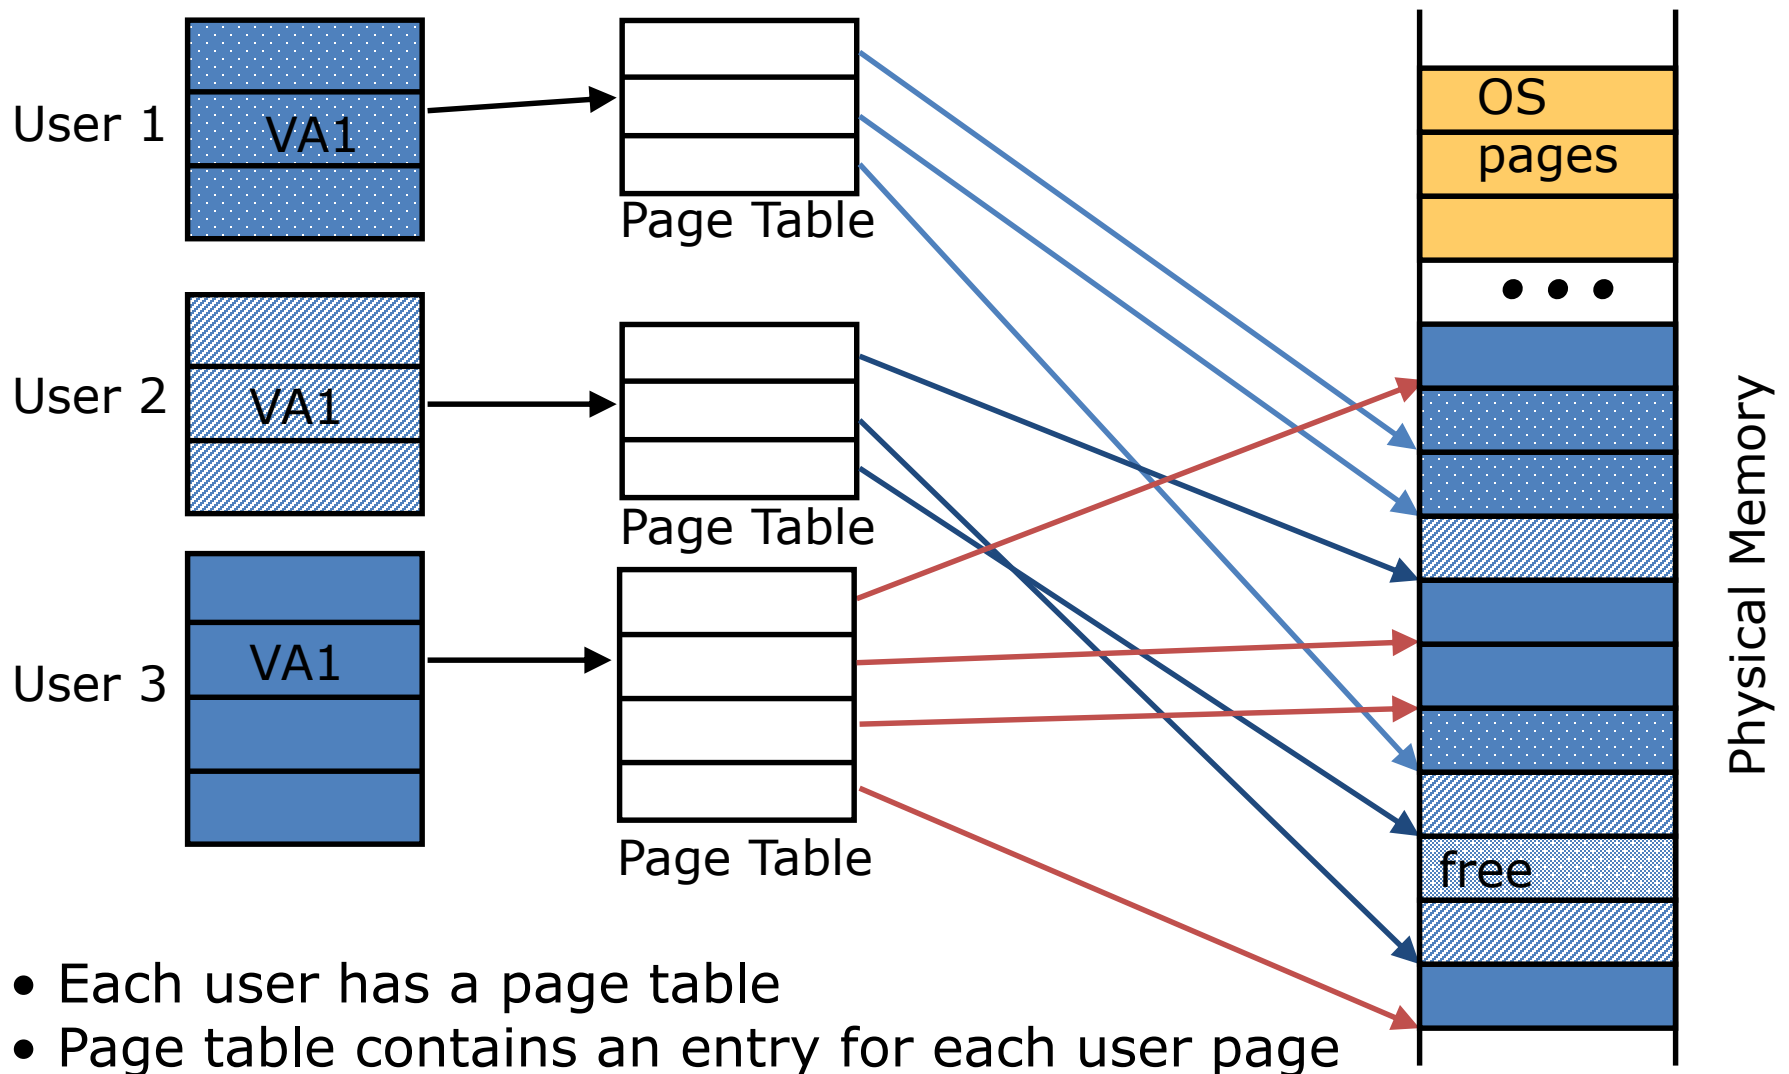 User 1
VA1
Page Table
User 2
VA1
Page Table
User 3
VA1
Page Table
OS
pages
• • •
free
Physical Memory
• Each user has a page table
• Page table contains an entry for each user page